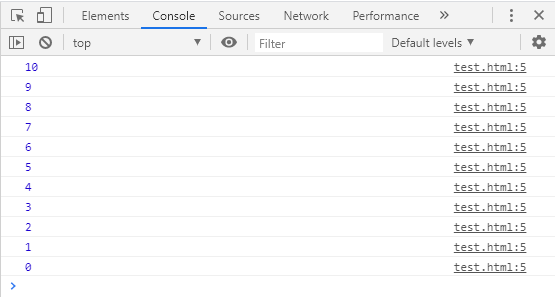 Elements Console Sources Network Performance »
top Filter Default levels
10 test.html:5
9 test.html:5
8 test.html:5
7 test.html:5
6 test.html:5
5 test.html:5
4 test.html:5
3 test.html:5
2 test.html:5
1 test.html:5
0 test.html:5